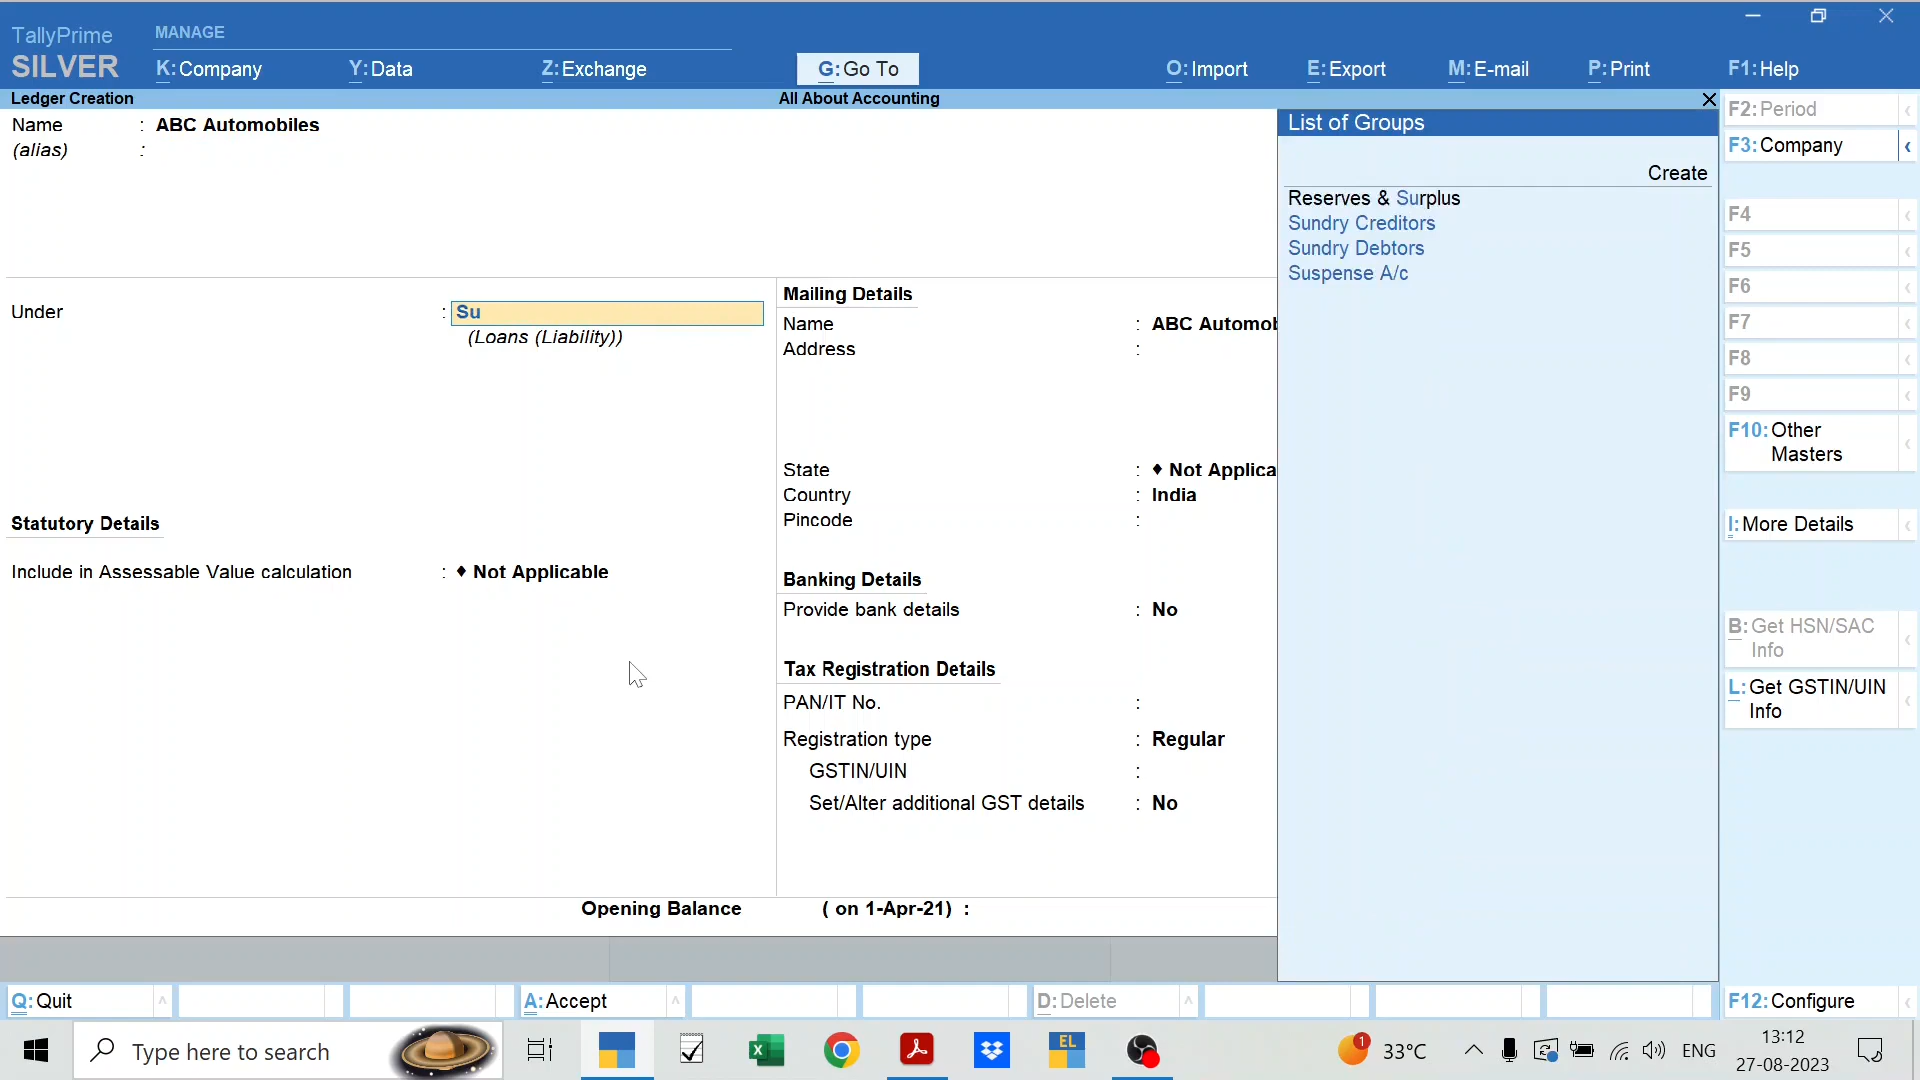 TallyPrime
SILVER
MANAGE
K: Company
Y: Data
Z: Exchange
G: Go To
O: Import
E: Export
M: E-mail
P: Print
F1: Help
Ledger Creation
All About Accounting
Name : ABC Automobiles
(alias) :
Under : Su
(Loans (Liability))
Statutory Details
Include in Assessable Value calculation : ♦ Not Applicable
Mailing Details
Name : ABC Automob
Address :
State : ♦ Not Applica
Country : India
Pincode :
Banking Details
Provide bank details : No
Tax Registration Details
PAN/IT No. :
Registration type : Regular
GSTIN/UIN :
Set/Alter additional GST details : No
Opening Balance ( on 1-Apr-21) :
List of Groups
Create
Reserves & Surplus
Sundry Creditors
Sundry Debtors
Suspense A/c
F2: Period
F3: Company
F4
F5
F6
F7
F8
F9
F10: Other
Masters
I: More Details
B: Get HSN/SAC
Info
L: Get GSTIN/UIN
Info
Q: Quit
A: Accept
D: Delete
F12: Configure
Type here to search
EL
1
33°C
ENG
13:12
27-08-2023